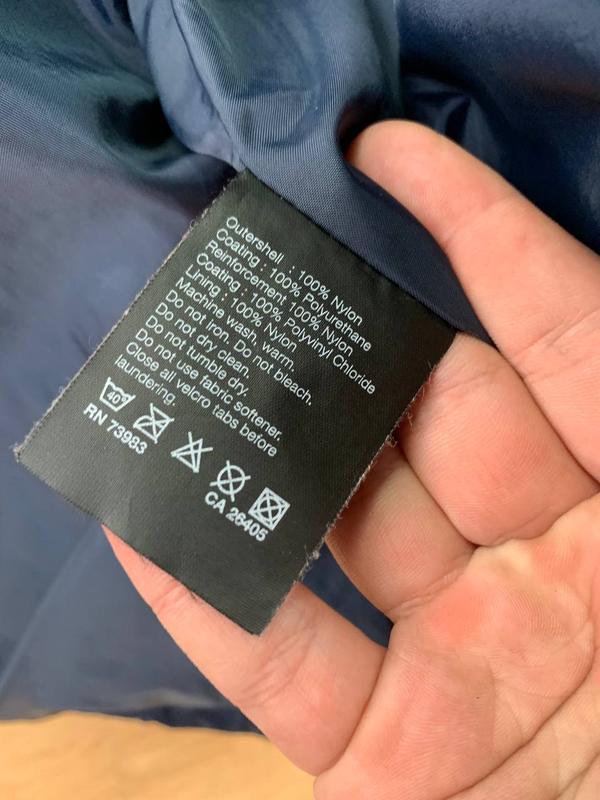 Outershell : 100% Nylon
Coating : 100% Polyurethane
Reinforcement 100% Nylon
Coating : 100% Polyvinyl Chloride
Lining : 100% Nylon
Machine wash, warm.
Do not iron. Do not bleach.
Do not dry clean.
Do not tumble dry.
Do not use fabric softener.
Close all velcro tabs before
laundering.
40°
RN 73983
CA 26405